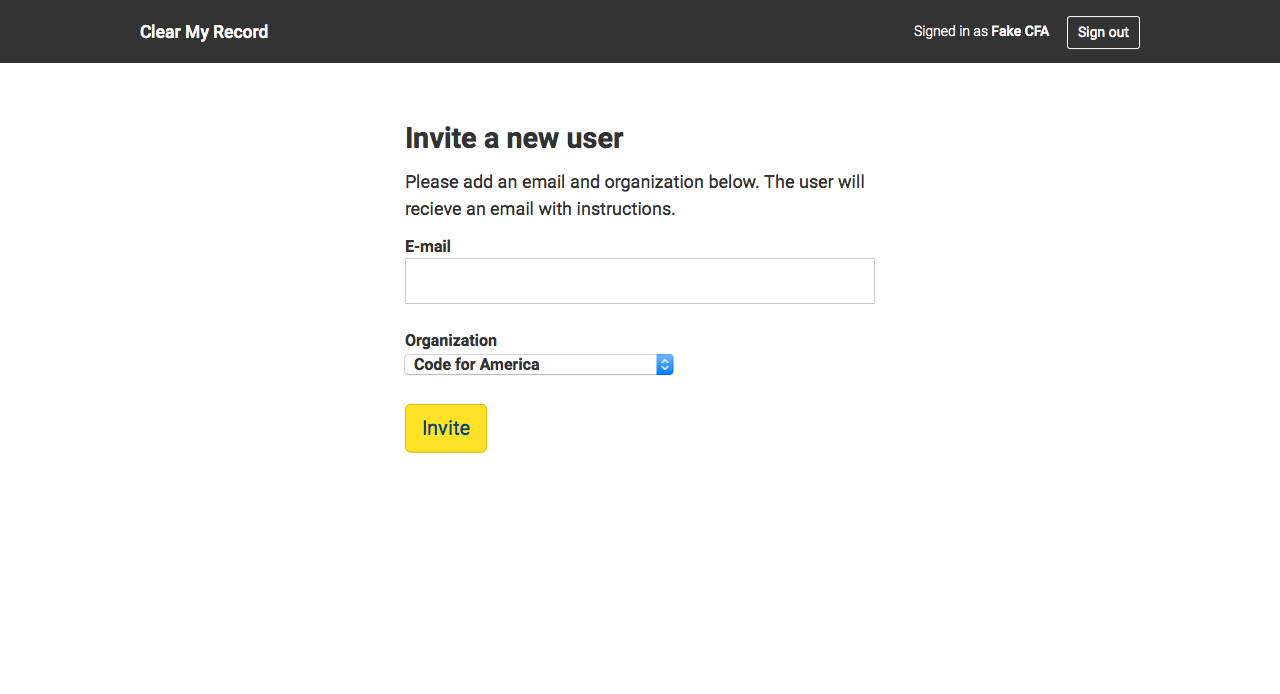 Clear My Record
Signed in as Fake CFA
Sign out
Invite a new user
Please add an email and organization below. The user will
recieve an email with instructions.
E-mail
Organization
Code for America
Invite